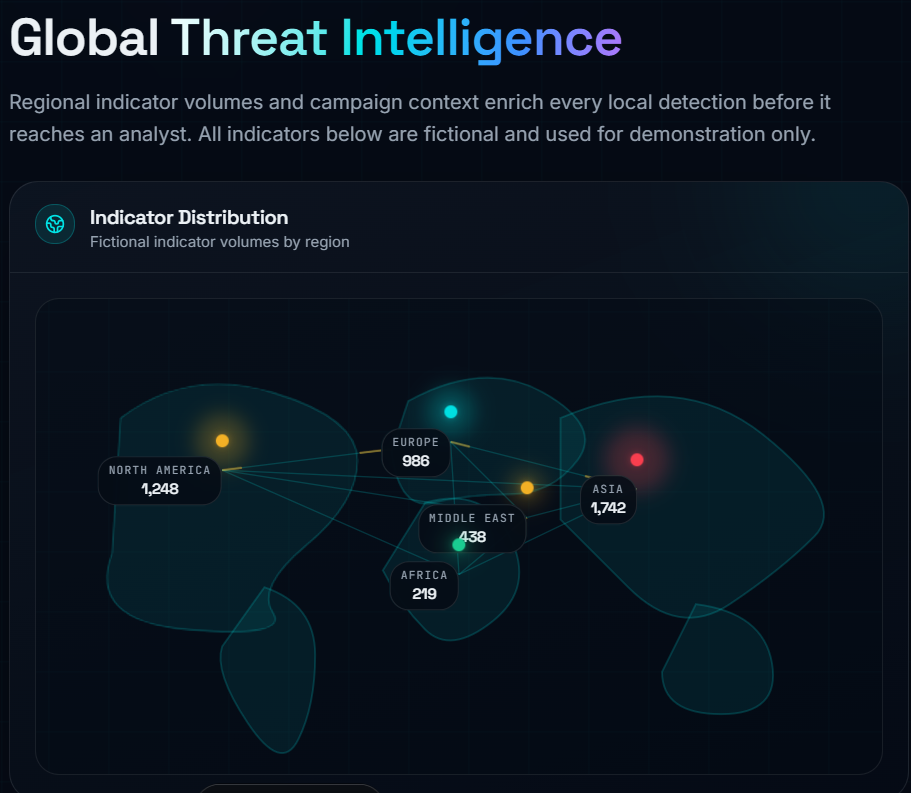 Global Threat Intelligence
Regional indicator volumes and campaign context enrich every local detection before it
reaches an analyst. All indicators below are fictional and used for demonstration only.
Indicator Distribution
Fictional indicator volumes by region
EUROPE
986
NORTH AMERICA
1,248
ASIA
1,742
MIDDLE EAST
438
AFRICA
219